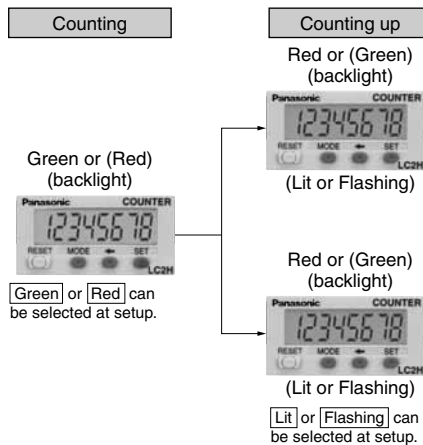 Counting
Counting up
Red or (Green)
(backlight)
Panasonic COUNTER
12345678
RESET MODE ← SET
LC2H
(Lit or Flashing)
Green or (Red)
(backlight)
Panasonic COUNTER
12345678
RESET MODE ← SET
LC2H
Green or Red can
be selected at setup.
Red or (Green)
(backlight)
Panasonic COUNTER
12345678
RESET MODE ← SET
LC2H
(Lit or Flashing)
Lit or Flashing can
be selected at setup.